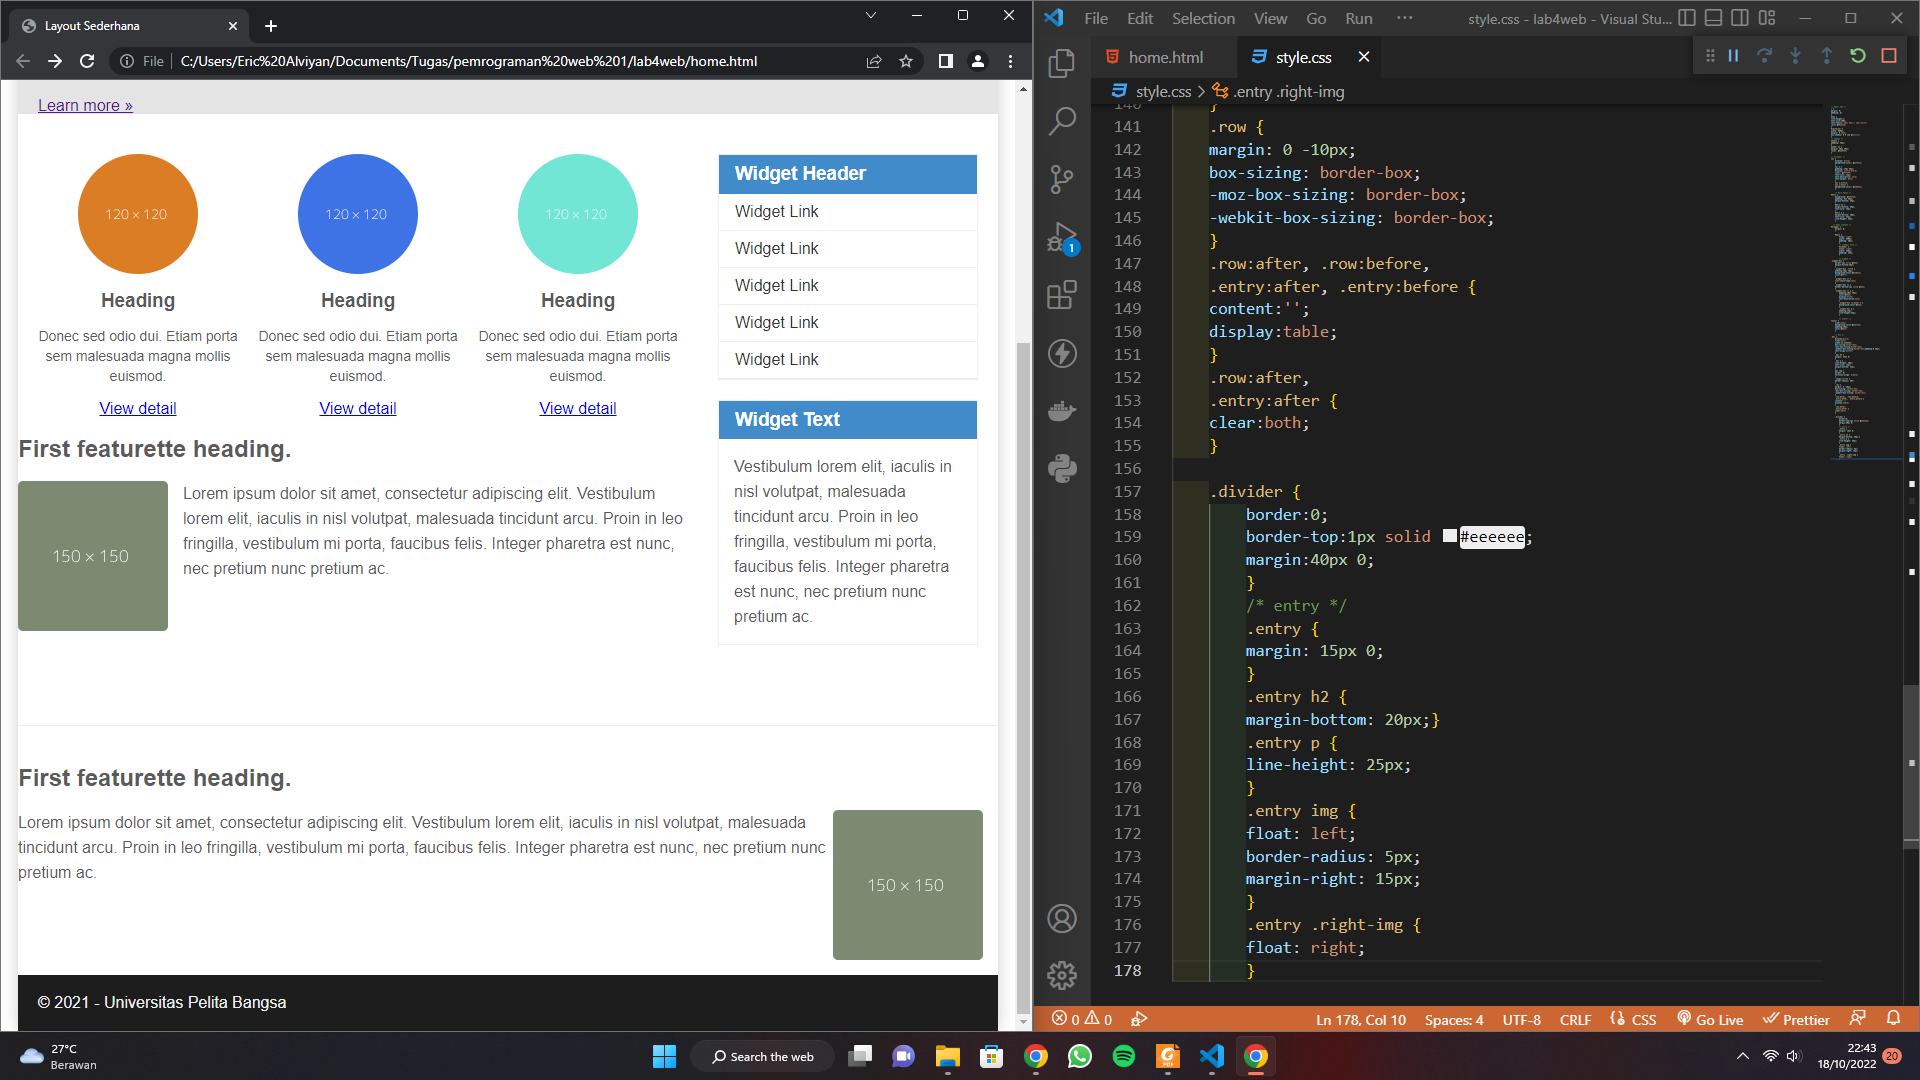 Layout Sederhana
File
C:/Users/Eric%20Alviyan/Documents/Tugas/pemrograman%20web%201/lab4web/home.html
Learn more »
120 × 120
120 × 120
120 × 120
Heading
Heading
Heading
Donec sed odio dui. Etiam porta
sem malesuada magna mollis
euismod.
Donec sed odio dui. Etiam porta
sem malesuada magna mollis
euismod.
Donec sed odio dui. Etiam porta
sem malesuada magna mollis
euismod.
View detail
View detail
View detail
Widget Header
Widget Link
Widget Link
Widget Link
Widget Link
Widget Link
Widget Text
Vestibulum lorem elit, iaculis in
nisl volutpat, malesuada
tincidunt arcu. Proin in leo
fringilla, vestibulum mi porta,
faucibus felis. Integer pharetra
est nunc, nec pretium nunc
pretium ac.
First featurette heading.
150 × 150
Lorem ipsum dolor sit amet, consectetur adipiscing elit. Vestibulum
lorem elit, iaculis in nisl volutpat, malesuada tincidunt arcu. Proin in leo
fringilla, vestibulum mi porta, faucibus felis. Integer pharetra est nunc,
nec pretium nunc pretium ac.
First featurette heading.
Lorem ipsum dolor sit amet, consectetur adipiscing elit. Vestibulum lorem elit, iaculis in nisl volutpat, malesuada
tincidunt arcu. Proin in leo fringilla, vestibulum mi porta, faucibus felis. Integer pharetra est nunc, nec pretium nunc
pretium ac.
150 × 150
© 2021 - Universitas Pelita Bangsa
File Edit Selection View Go Run ···
style.css - lab4web - Visual Stu...
home.html
style.css
style.css > .entry .right-img
1
140 }
141 .row {
142 margin: 0 -10px;
143 box-sizing: border-box;
144 -moz-box-sizing: border-box;
145 -webkit-box-sizing: border-box;
146 }
147 .row:after, .row:before,
148 .entry:after, .entry:before {
149 content:'';
150 display:table;
151 }
152 .row:after,
153 .entry:after {
154 clear:both;
155 }
156
157 .divider {
158 border:0;
159 border-top:1px solid #eeeeee;
160 margin:40px 0;
161 }
162 /* entry */
163 .entry {
164 margin: 15px 0;
165 }
166 .entry h2 {
167 margin-bottom: 20px;}
168 .entry p {
169 line-height: 25px;
170 }
171 .entry img {
172 float: left;
173 border-radius: 5px;
174 margin-right: 15px;
175 }
176 .entry .right-img {
177 float: right;
178 }
0 0
Ln 178, Col 10
Spaces: 4
UTF-8
CRLF
CSS
Go Live
Prettier
27°C
Berawan
Search the web
22:43
18/10/2022
20